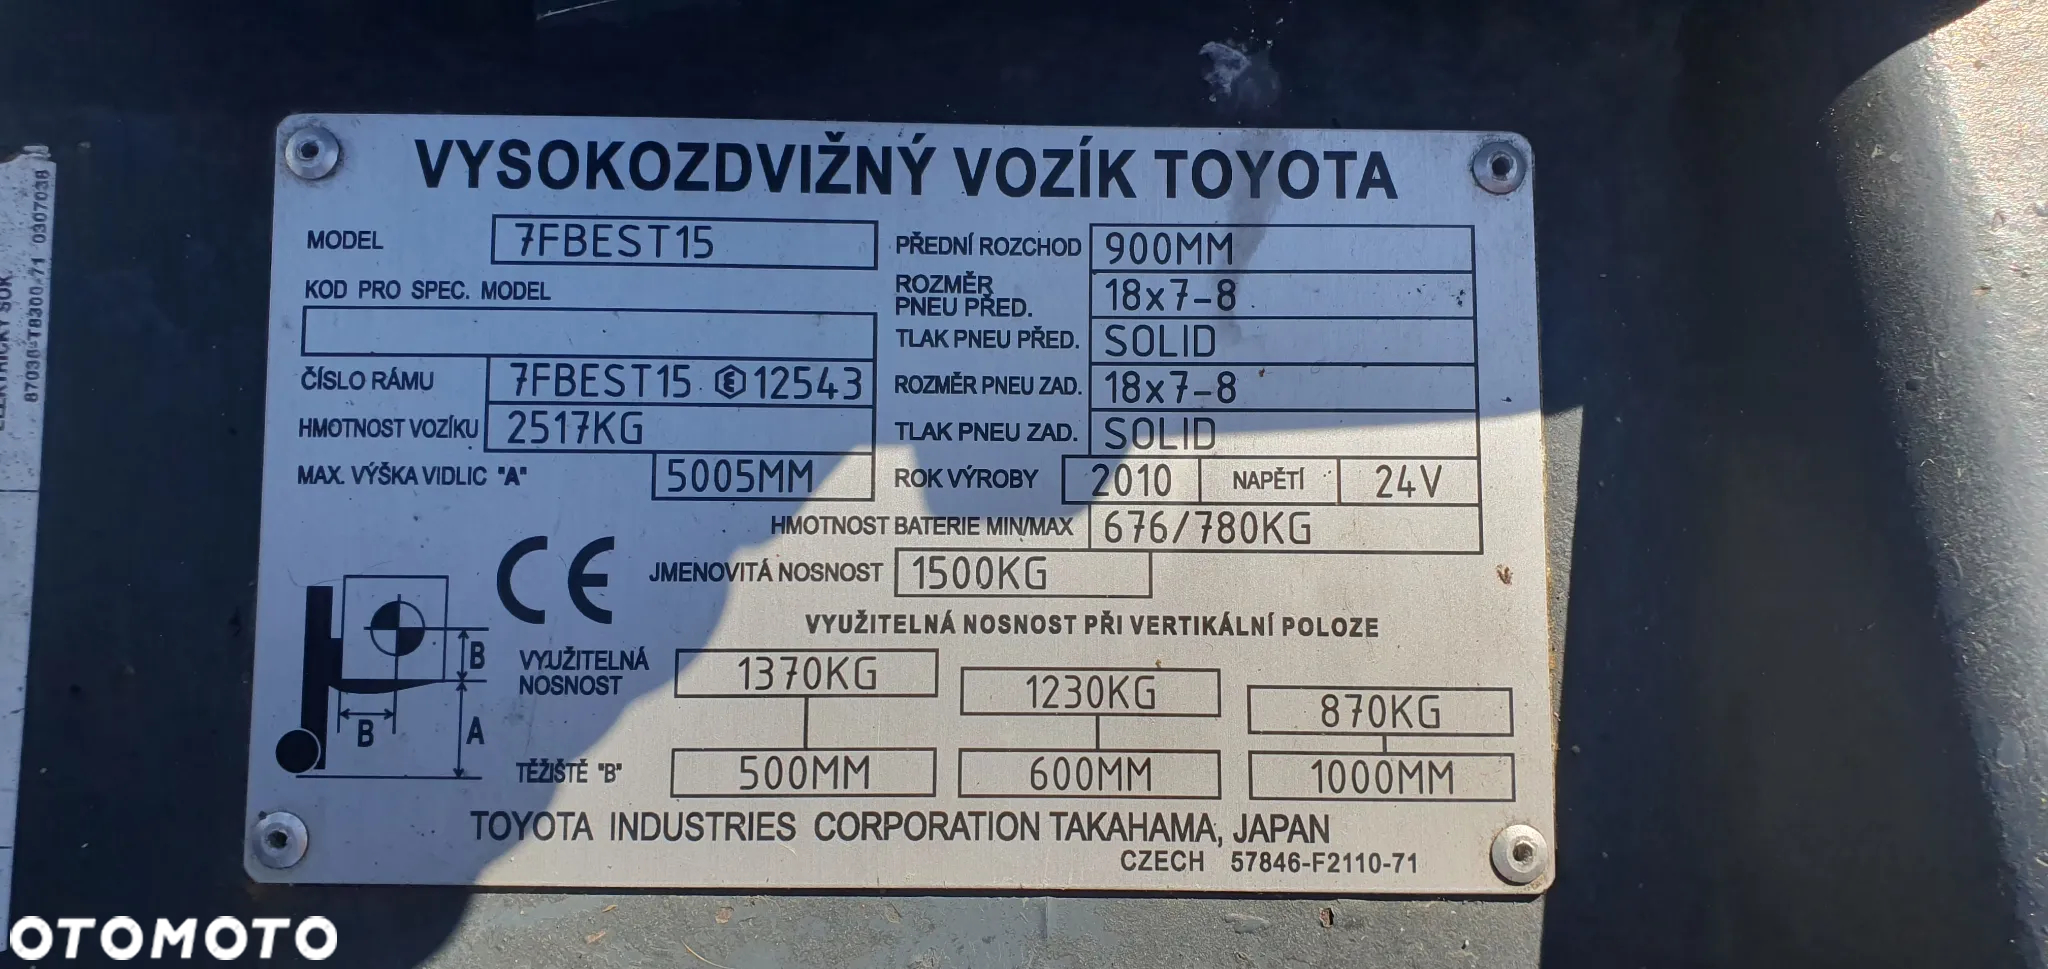 VYSOKOZDVIŽNÝ VOZÍK TOYOTA
MODEL 7FBEST15
KOD PRO SPEC. MODEL
ČÍSLO RÁMU 7FBEST15 E 12543
HMOTNOST VOZÍKU 2517KG
MAX. VÝŠKA VIDLIC "A" 5005MM
PŘEDNÍ ROZCHOD 900MM
ROZMĚR
PNEU PŘED. 18x7-8
TLAK PNEU PŘED. SOLID
ROZMĚR PNEU ZAD. 18x7-8
TLAK PNEU ZAD. SOLID
ROK VÝROBY 2010 NAPĚTÍ 24V
HMOTNOST BATERIE MIN/MAX 676/780KG
CE
JMENOVITÁ NOSNOST 1500KG
VYUŽITELNÁ NOSNOST PŘI VERTIKÁLNÍ POLOZE
B
B
A
VYUŽITELNÁ
NOSNOST 1370KG 1230KG 870KG
TĚŽIŠTĚ "B" 500MM 600MM 1000MM
TOYOTA INDUSTRIES CORPORATION TAKAHAMA, JAPAN
CZECH 57846-F2110-71
87038-T8300-71 0307038
OTOMOTO